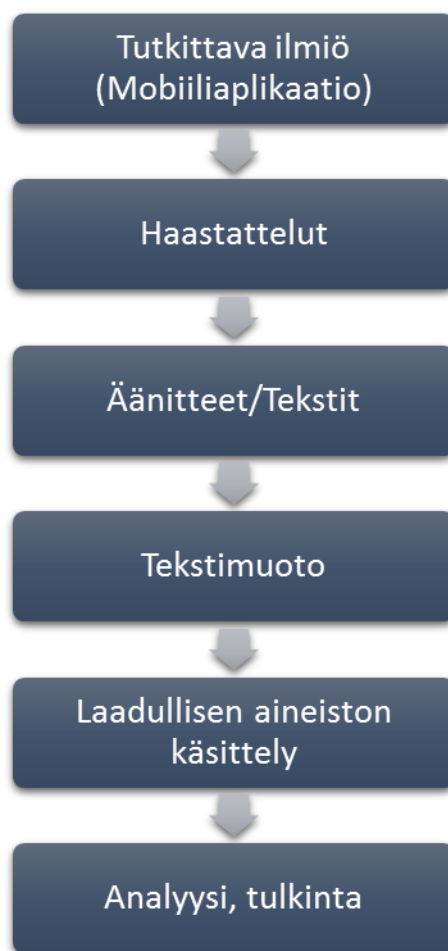 Tutkittava ilmiö
(Mobiiliaplikaatio)
Haastattelut
Äänitteet/Tekstit
Tekstimuoto
Laadullisen aineiston
käsittely
Analyysi, tulkinta